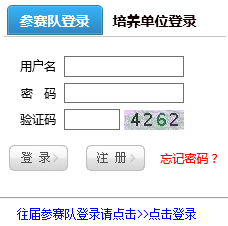 参赛队登录 培养单位登录
用户名
密 码
验证码 4262
登 录 注 册 忘记密码？
往届参赛队登录请点击>>点击登录